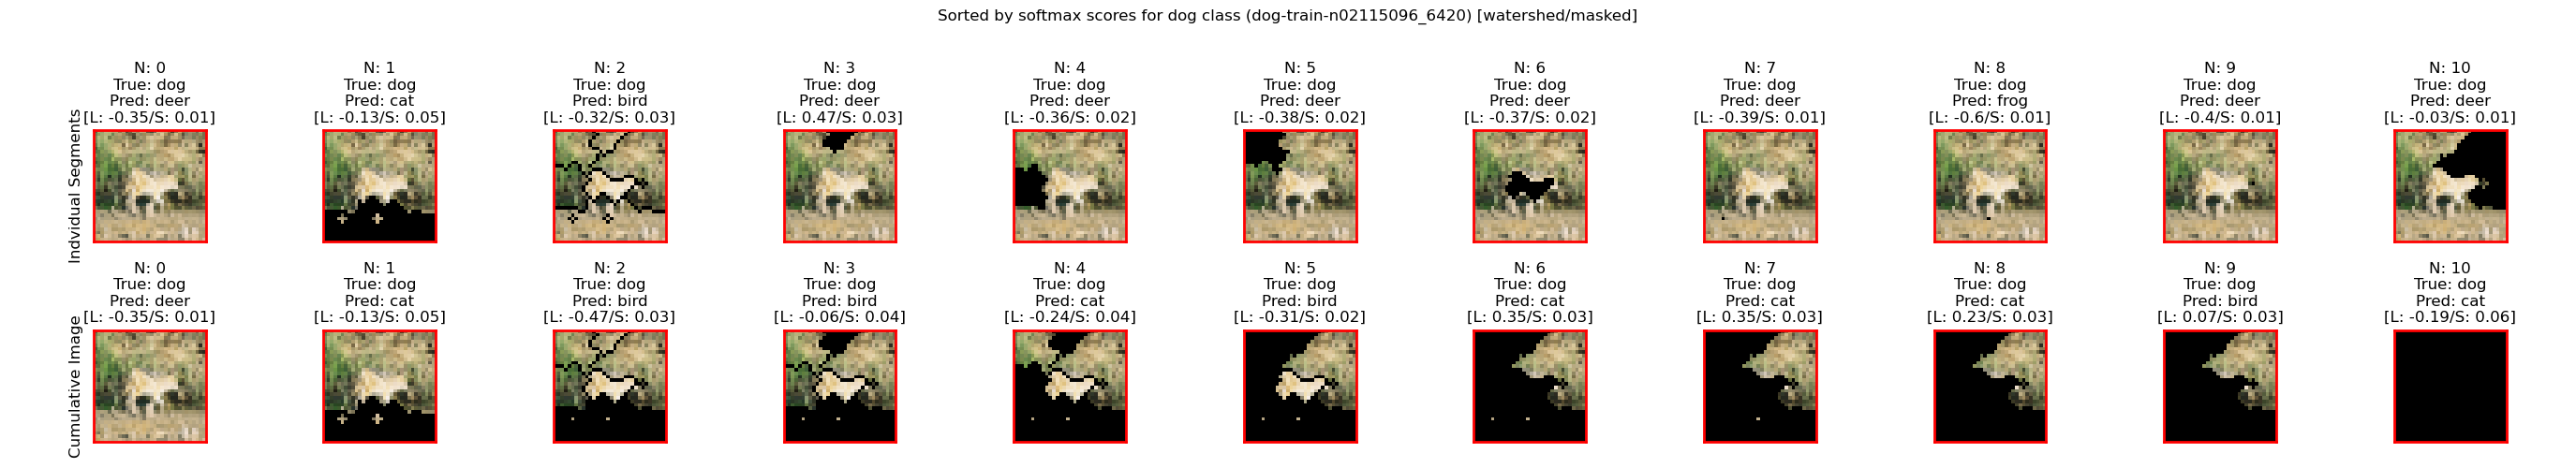 Sorted by softmax scores for dog class (dog-train-n02115096_6420) [watershed/masked]
Indvidual Segments
N: 0
True: dog
Pred: deer
[L: -0.35/S: 0.01]
N: 1
True: dog
Pred: cat
[L: -0.13/S: 0.05]
N: 2
True: dog
Pred: bird
[L: -0.32/S: 0.03]
N: 3
True: dog
Pred: deer
[L: 0.47/S: 0.03]
N: 4
True: dog
Pred: deer
[L: -0.36/S: 0.02]
N: 5
True: dog
Pred: deer
[L: -0.38/S: 0.02]
N: 6
True: dog
Pred: deer
[L: -0.37/S: 0.02]
N: 7
True: dog
Pred: deer
[L: -0.39/S: 0.01]
N: 8
True: dog
Pred: frog
[L: -0.6/S: 0.01]
N: 9
True: dog
Pred: deer
[L: -0.4/S: 0.01]
N: 10
True: dog
Pred: deer
[L: -0.03/S: 0.01]
Cumulative Image
N: 0
True: dog
Pred: deer
[L: -0.35/S: 0.01]
N: 1
True: dog
Pred: cat
[L: -0.13/S: 0.05]
N: 2
True: dog
Pred: bird
[L: -0.47/S: 0.03]
N: 3
True: dog
Pred: bird
[L: -0.06/S: 0.04]
N: 4
True: dog
Pred: cat
[L: -0.24/S: 0.04]
N: 5
True: dog
Pred: bird
[L: -0.31/S: 0.02]
N: 6
True: dog
Pred: cat
[L: 0.35/S: 0.03]
N: 7
True: dog
Pred: cat
[L: 0.35/S: 0.03]
N: 8
True: dog
Pred: cat
[L: 0.23/S: 0.03]
N: 9
True: dog
Pred: bird
[L: 0.07/S: 0.03]
N: 10
True: dog
Pred: cat
[L: -0.19/S: 0.06]